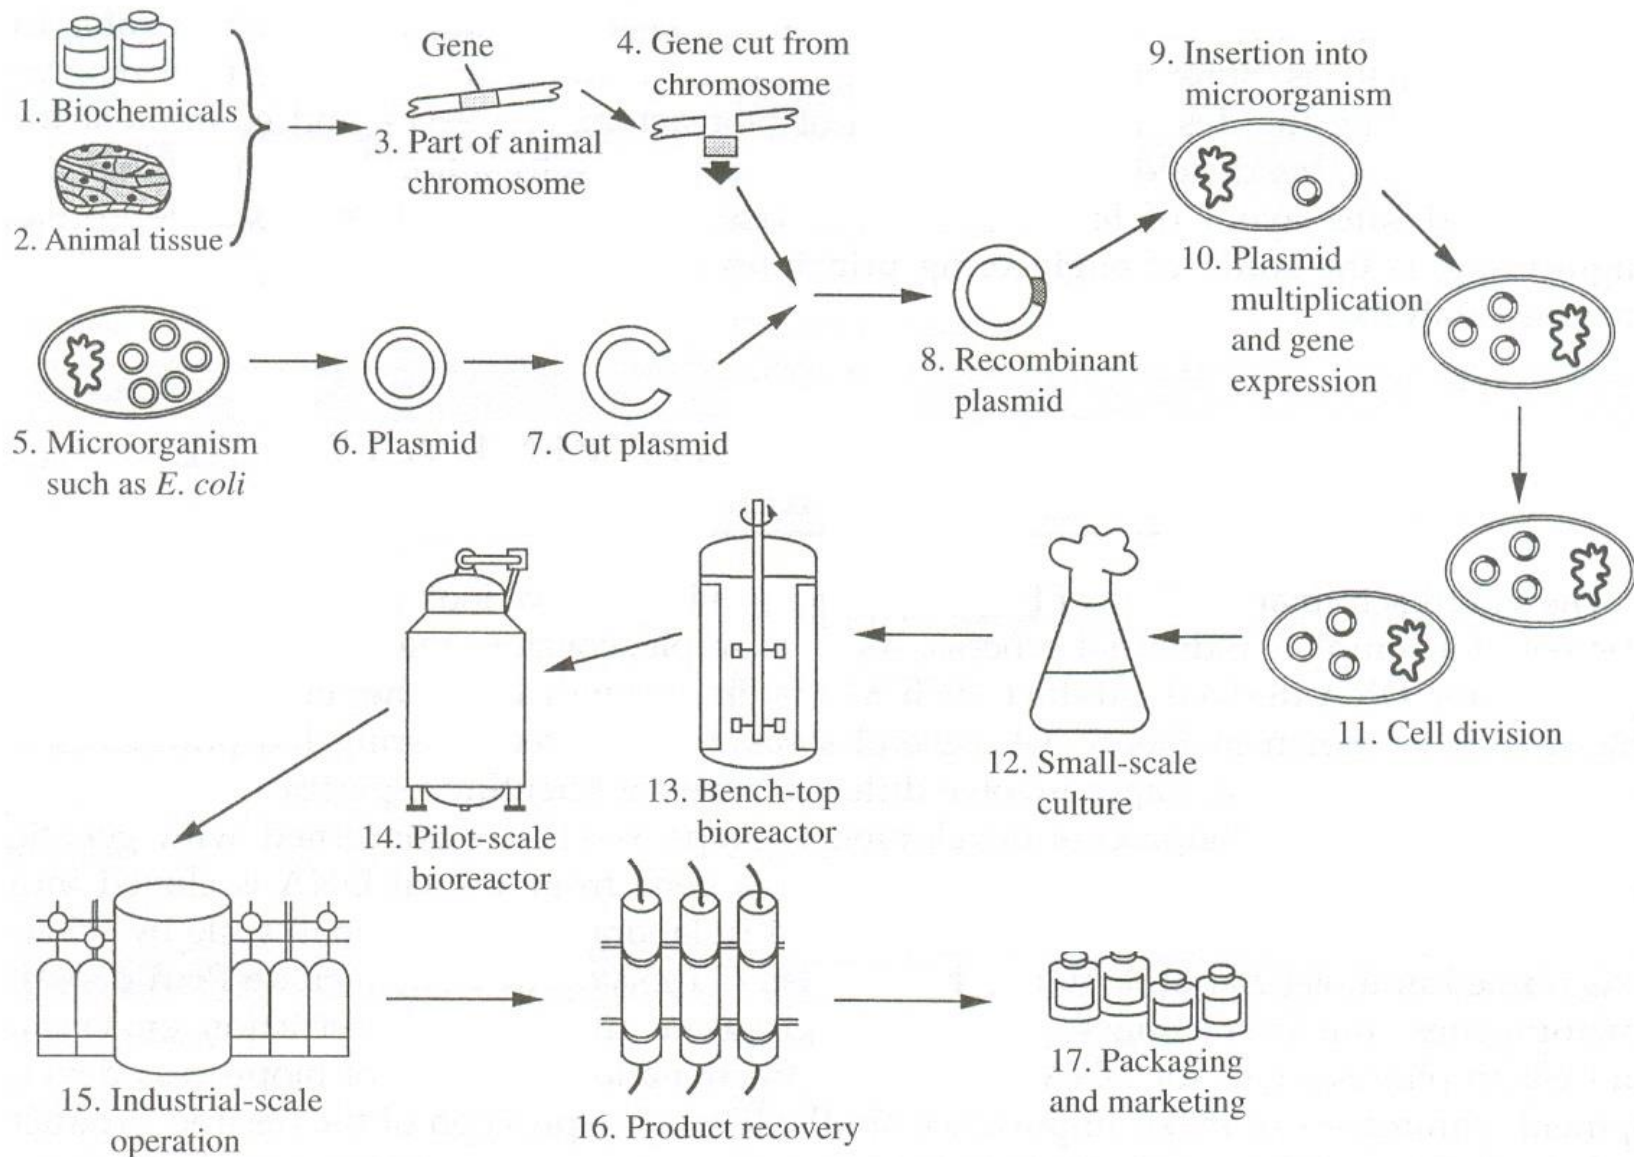 Gene
1. Biochemicals
2. Animal tissue
3. Part of animal
chromosome
4. Gene cut from
chromosome
5. Microorganism
such as E. coli
6. Plasmid
7. Cut plasmid
8. Recombinant
plasmid
9. Insertion into
microorganism
10. Plasmid
multiplication
and gene
expression
11. Cell division
12. Small-scale
culture
13. Bench-top
bioreactor
14. Pilot-scale
bioreactor
15. Industrial-scale
operation
16. Product recovery
17. Packaging
and marketing